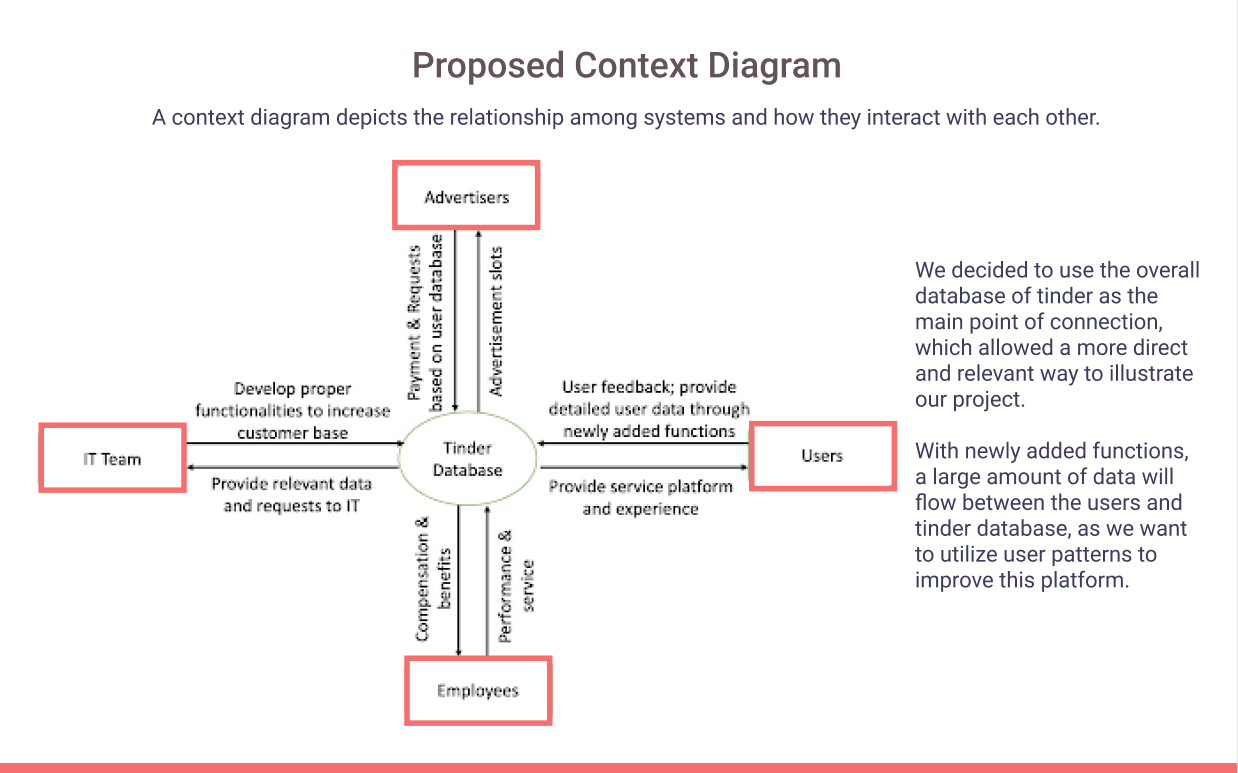 Proposed Context Diagram
A context diagram depicts the relationship among systems and how they interact with each other.
Advertisers
Payment & Requests
based on user database
Advertisement slots
Develop proper
functionalities to increase
customer base
User feedback; provide
detailed user data through
newly added functions
IT Team
Tinder
Database
Users
Provide relevant data
and requests to IT
Provide service platform
and experience
Compensation &
benefits
Performance &
service
Employees
We decided to use the overall
database of tinder as the
main point of connection,
which allowed a more direct
and relevant way to illustrate
our project.
With newly added functions,
a large amount of data will
flow between the users and
tinder database, as we want
to utilize user patterns to
improve this platform.